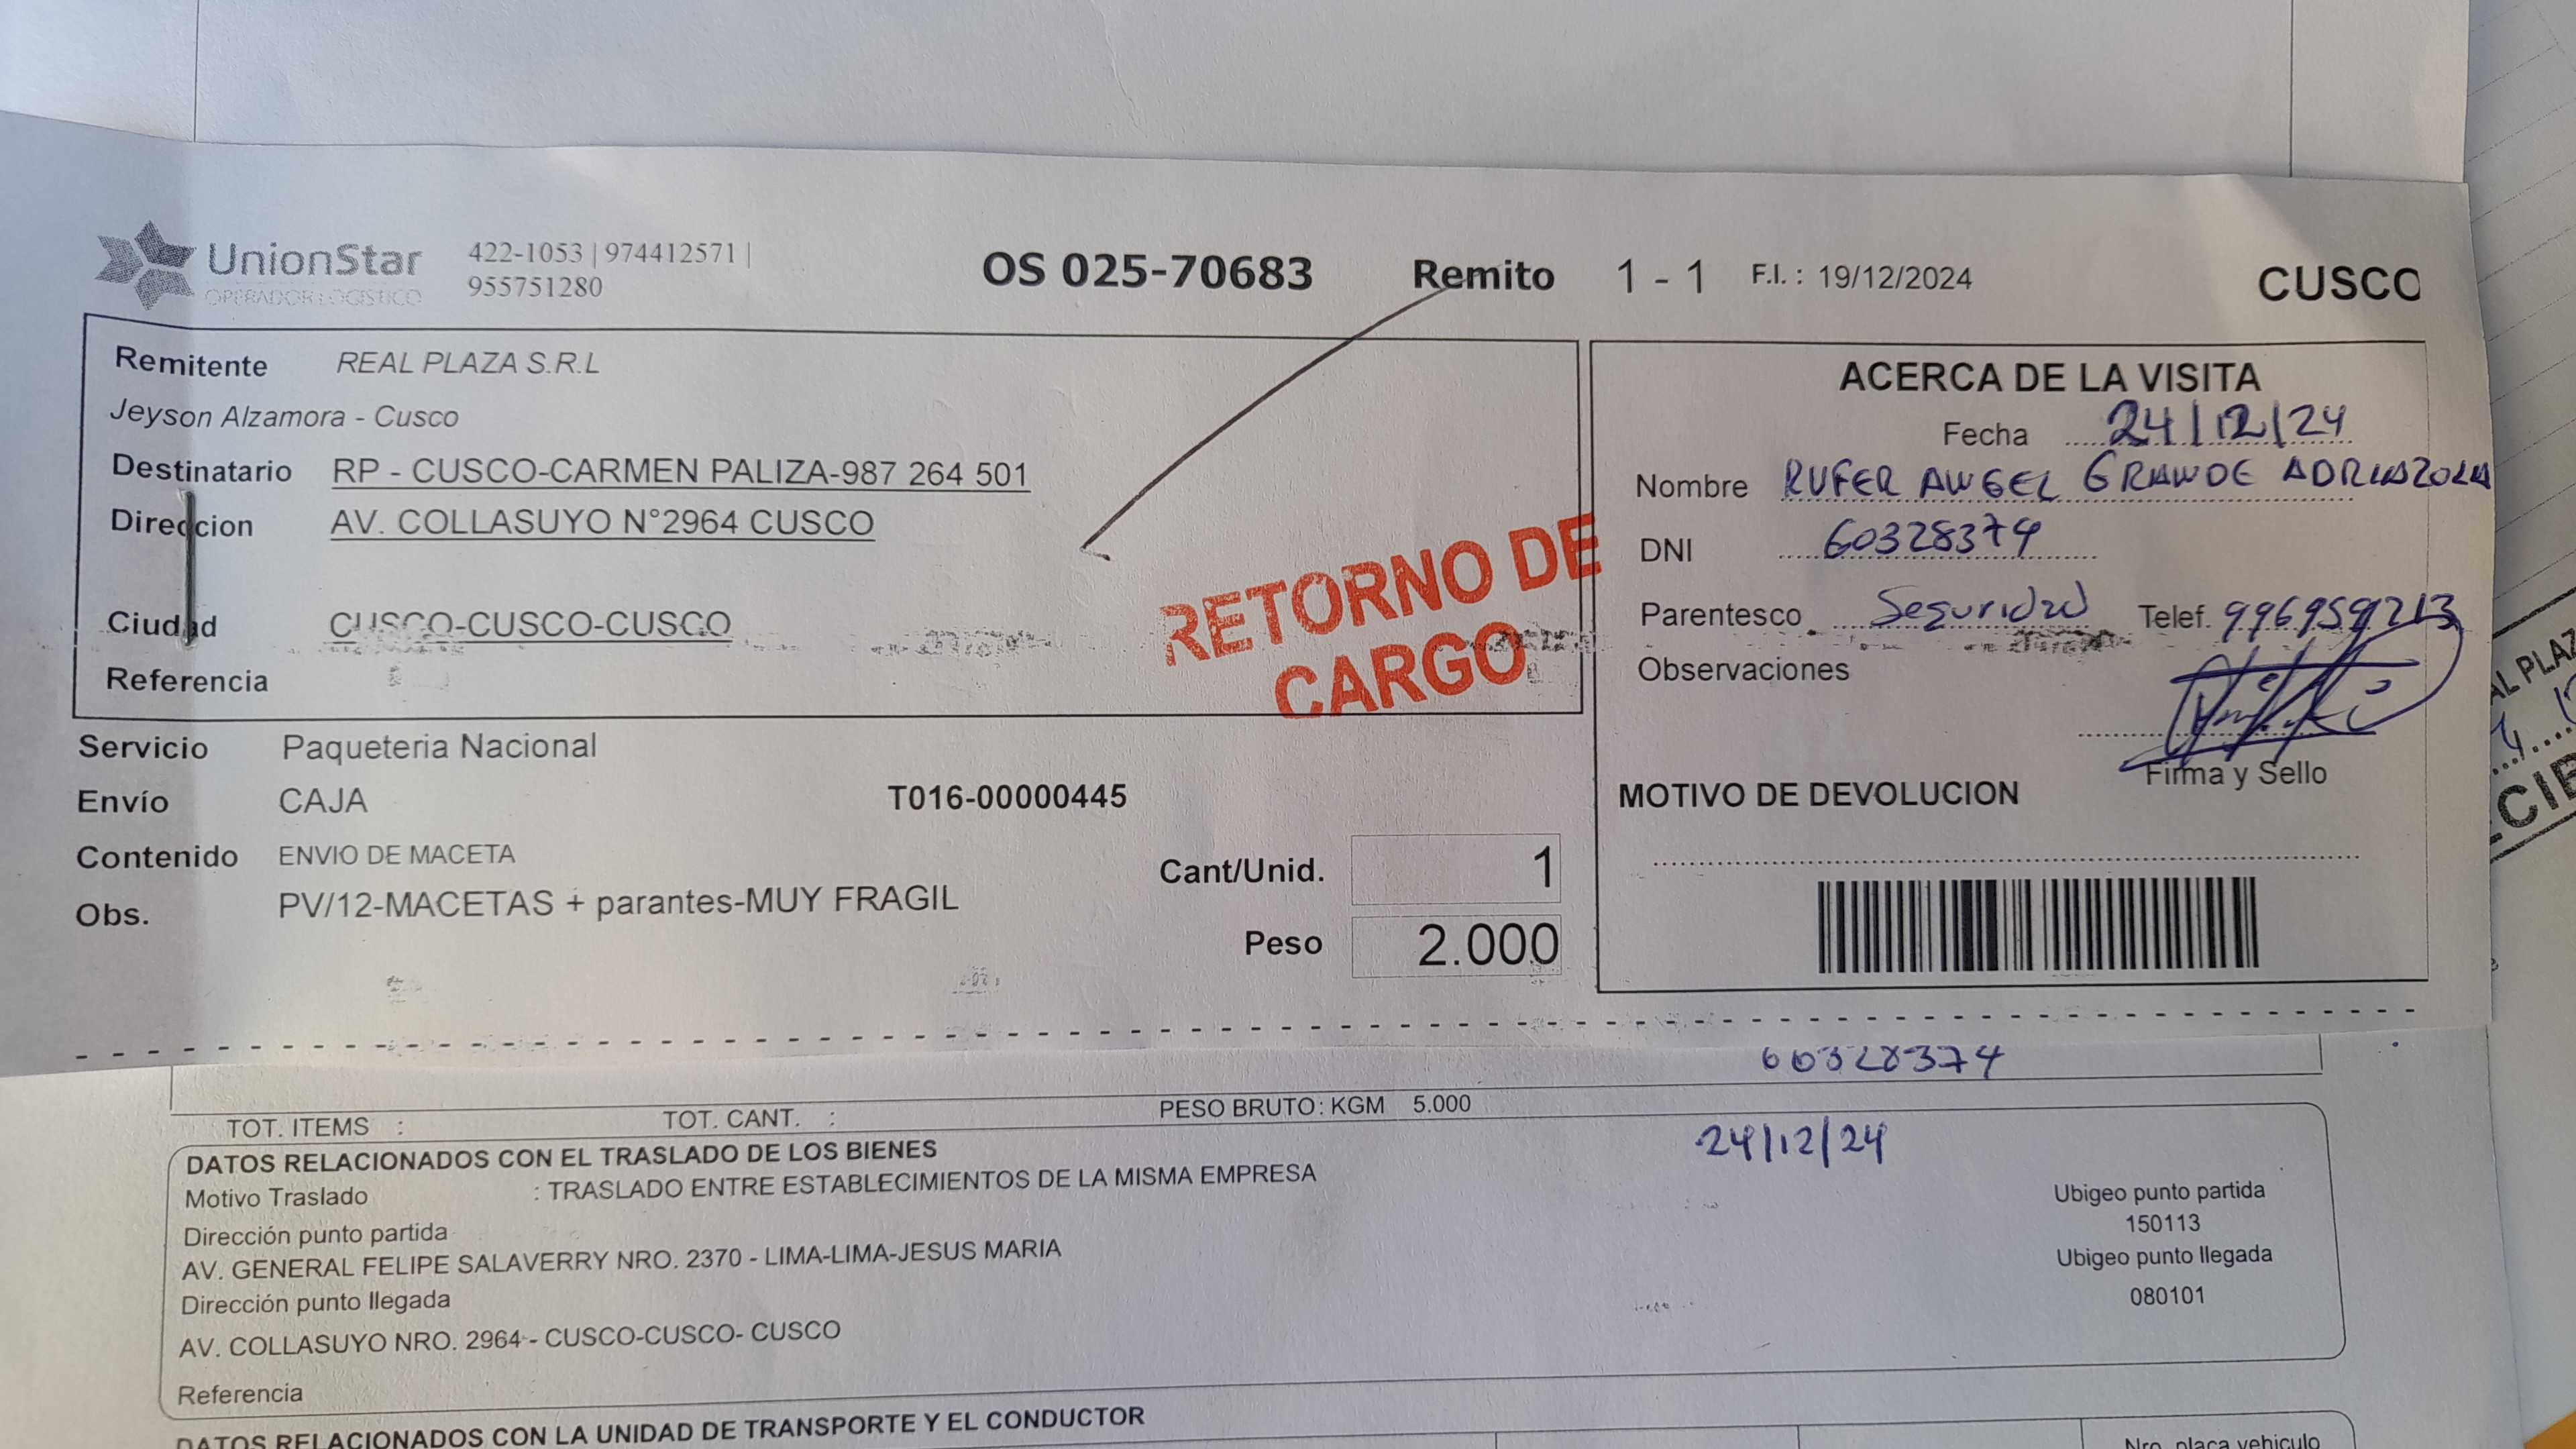 UnionStar
OPERADOR LOGISTICO
422-1053 | 974412571 |
955751280
OS 025-70683 Remito 1 - 1 F.I. : 19/12/2024 CUSCO
Remitente REAL PLAZA S.R.L
Jeyson Alzamora - Cusco
Destinatario RP - CUSCO-CARMEN PALIZA-987 264 501
Direccion AV. COLLASUYO N°2964 CUSCO
Ciudad CUSCO-CUSCO-CUSCO
Referencia
RETORNO DE
CARGO
Servicio Paqueteria Nacional
Envío CAJA T016-00000445
Contenido ENVIO DE MACETA
Obs. PV/12-MACETAS + parantes-MUY FRAGIL
Cant/Unid. 1
Peso 2.000
ACERCA DE LA VISITA
Fecha 24/12/24
Nombre RUFER ANGEL GRANDE ADRIAZOLA
DNI 60328374
Parentesco Seguridad Telef. 996959213
Observaciones
Firma y Sello
MOTIVO DE DEVOLUCION
60328374
TOT. ITEMS : TOT. CANT. : PESO BRUTO: KGM 5.000
24/12/24
DATOS RELACIONADOS CON EL TRASLADO DE LOS BIENES
Motivo Traslado : TRASLADO ENTRE ESTABLECIMIENTOS DE LA MISMA EMPRESA
Dirección punto partida
AV. GENERAL FELIPE SALAVERRY NRO. 2370 - LIMA-LIMA-JESUS MARIA
Dirección punto llegada
AV. COLLASUYO NRO. 2964 - CUSCO-CUSCO- CUSCO
Referencia
Ubigeo punto partida
150113
Ubigeo punto llegada
080101
DATOS RELACIONADOS CON LA UNIDAD DE TRANSPORTE Y EL CONDUCTOR
Nro. placa vehiculo